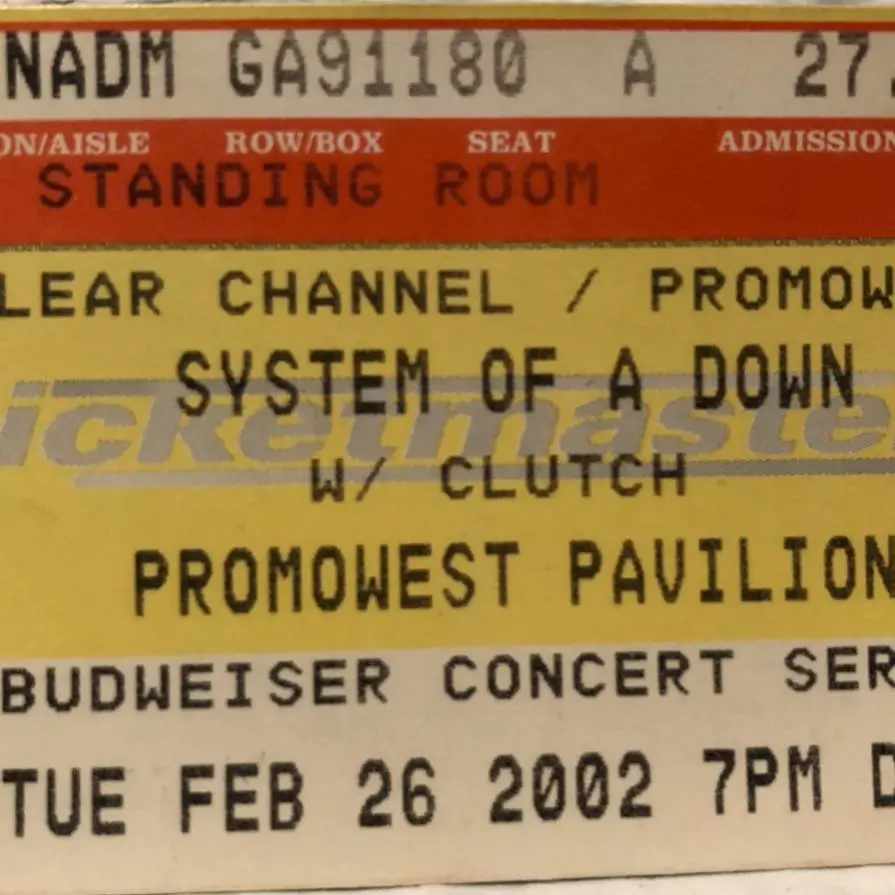 NADM GA91180 A 27.
ON/AISLE ROW/BOX SEAT ADMISSION
STANDING ROOM
LEAR CHANNEL / PROMOW
SYSTEM OF A DOWN
ticketmaster
W/ CLUTCH
PROMOWEST PAVILION
BUDWEISER CONCERT SER
TUE FEB 26 2002 7PM D